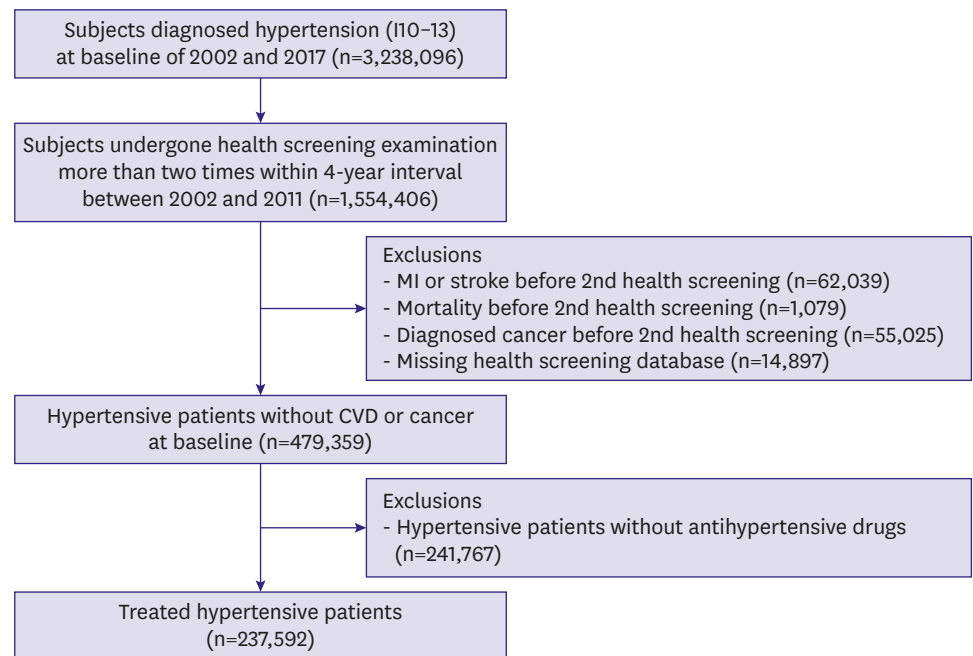 Subjects diagnosed hypertension (I10–13)
at baseline of 2002 and 2017 (n=3,238,096)
Subjects undergone health screening examination
more than two times within 4-year interval
between 2002 and 2011 (n=1,554,406)
Exclusions
- MI or stroke before 2nd health screening (n=62,039)
- Mortality before 2nd health screening (n=1,079)
- Diagnosed cancer before 2nd health screening (n=55,025)
- Missing health screening database (n=14,897)
Hypertensive patients without CVD or cancer
at baseline (n=479,359)
Exclusions
- Hypertensive patients without antihypertensive drugs
(n=241,767)
Treated hypertensive patients
(n=237,592)